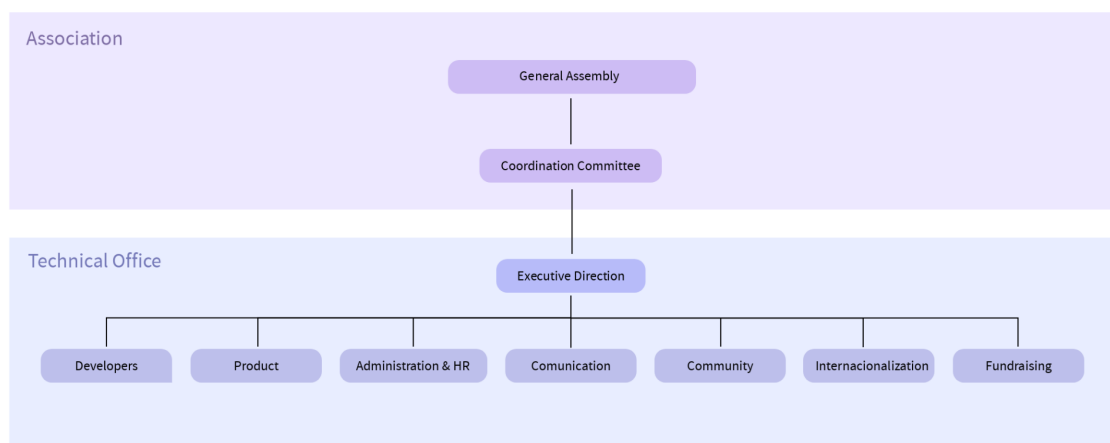 Association
General Assembly
Coordination Committee
Technical Office
Executive Direction
Developers
Product
Administration & HR
Comunication
Community
Internacionalization
Fundraising